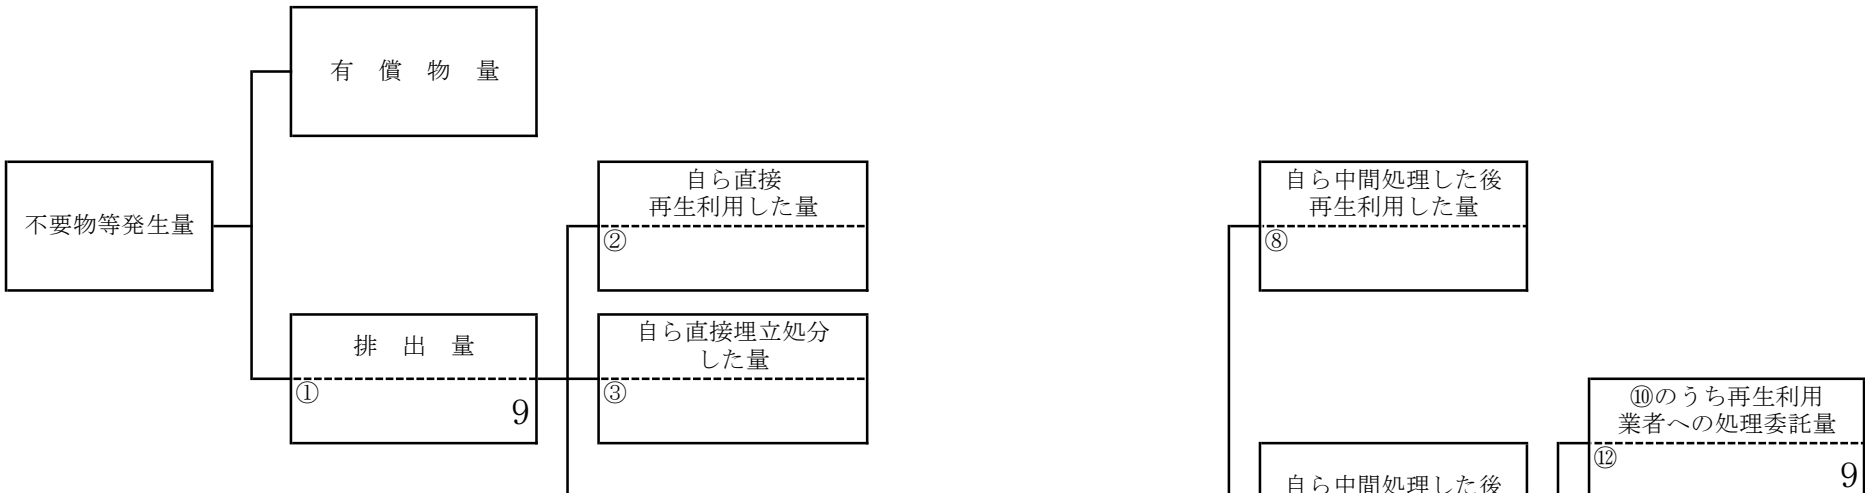 有　償　物　量
不要物等発生量
自ら直接
再生利用した量
②
自ら中間処理した後
再生利用した量
⑧
排　出　量
①
9
自ら直接埋立処分
した量
③
⑩のうち再生利用
業者への処理委託量
⑫
9
自ら中間処理した後